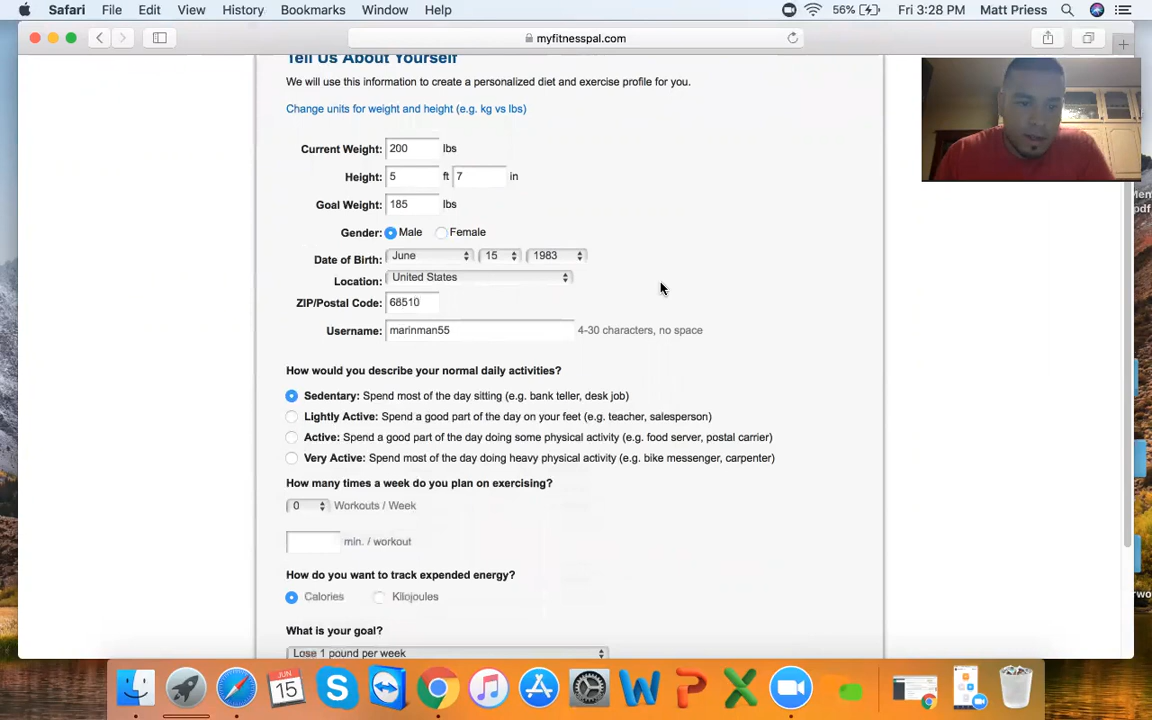 Safari File Edit View History Bookmarks Window Help 56% Fri 3:28 PM Matt Priess
myfitnesspal.com
Tell Us About Yourself
We will use this information to create a personalized diet and exercise profile for you.
Change units for weight and height (e.g. kg vs lbs)
Current Weight: 200 lbs
Height: 5 ft 7 in
Goal Weight: 185 lbs
Gender: Male Female
Date of Birth: June 15 1983
Location: United States
ZIP/Postal Code: 68510
Username: marinman55 4-30 characters, no space
How would you describe your normal daily activities?
Sedentary: Spend most of the day sitting (e.g. bank teller, desk job)
Lightly Active: Spend a good part of the day on your feet (e.g. teacher, salesperson)
Active: Spend a good part of the day doing some physical activity (e.g. food server, postal carrier)
Very Active: Spend most of the day doing heavy physical activity (e.g. bike messenger, carpenter)
How many times a week do you plan on exercising?
0 Workouts / Week
min. / workout
How do you want to track expended energy?
Calories Kilojoules
What is your goal?
Lose 1 pound per week
JUN
15